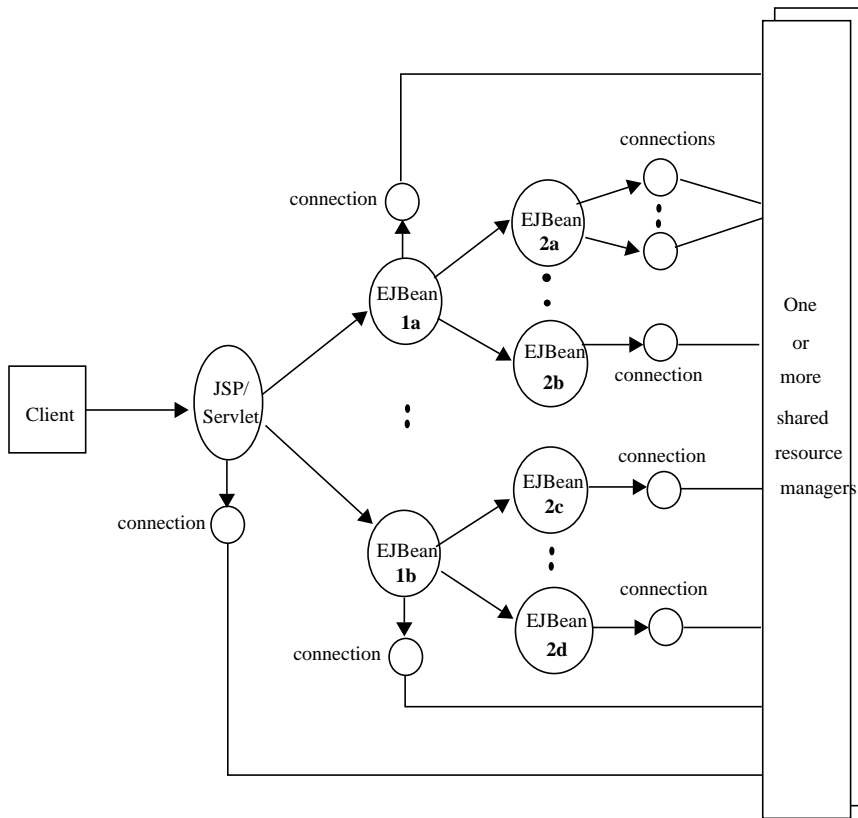 connections
connection
EJBean
2a
EJBean
1a
One
or
more
shared
resource
managers
EJBean
2b
connection
JSP/
Servlet
Client
connection
EJBean
2c
connection
EJBean
1b
connection
EJBean
2d
connection